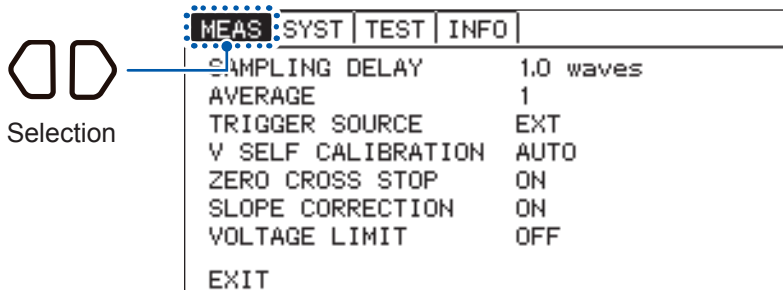 MEAS SYST TEST INFO
Selection
SAMPLING DELAY 1.0 waves
AVERAGE 1
TRIGGER SOURCE EXT
V SELF CALIBRATION AUTO
ZERO CROSS STOP ON
SLOPE CORRECTION ON
VOLTAGE LIMIT OFF
EXIT